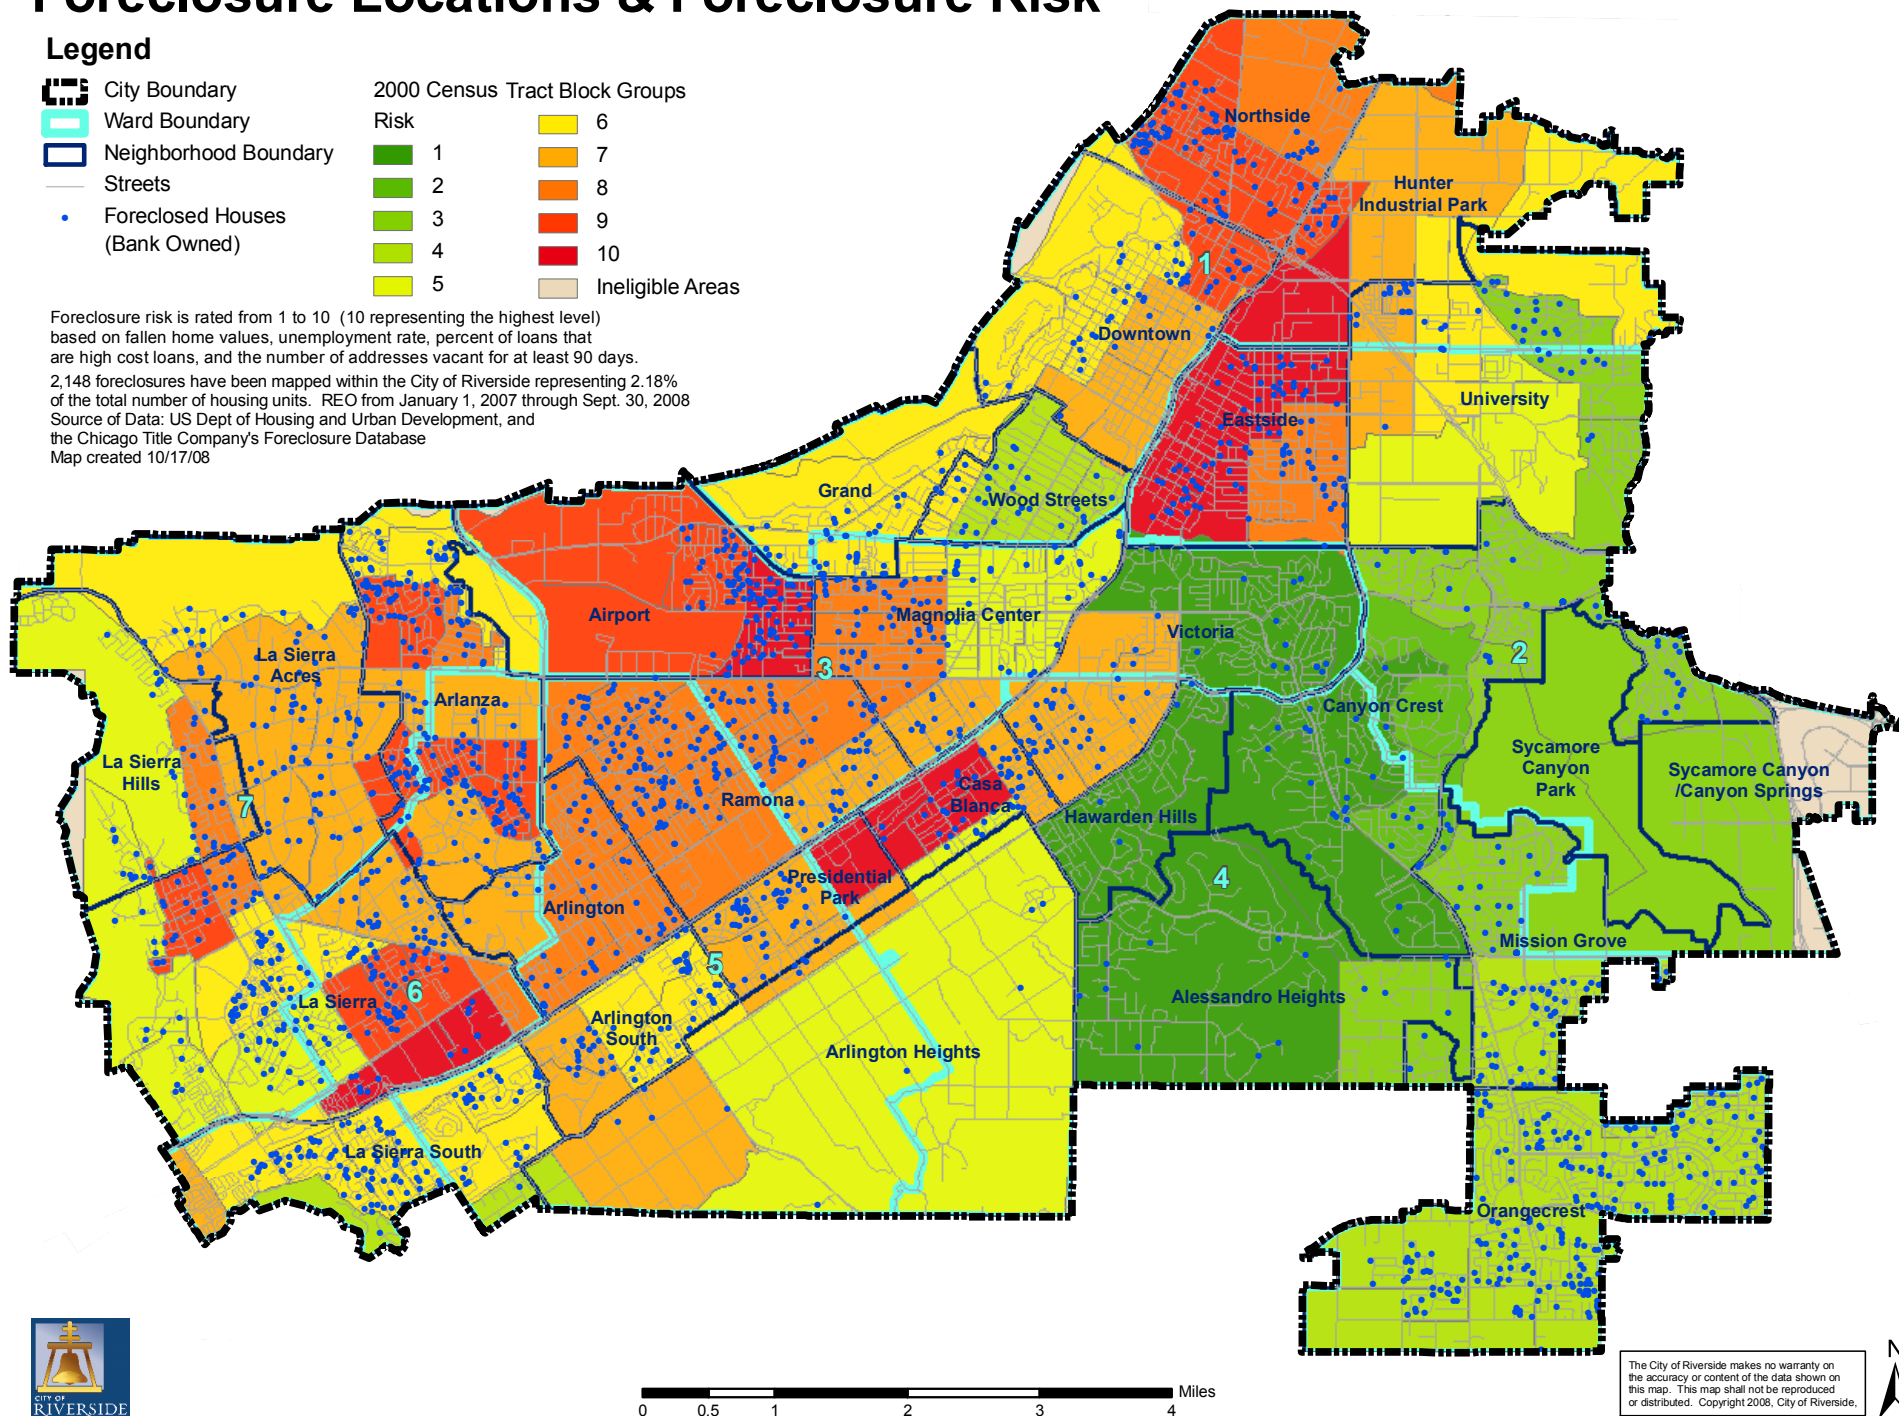 Foreclosure Locations & Foreclosure Risk
Legend
City Boundary
Ward Boundary
Neighborhood Boundary
Streets
Foreclosed Houses
(Bank Owned)
2000 Census Tract Block Groups
Risk
1
2
3
4
5
6
7
8
9
10
Ineligible Areas
Foreclosure risk is rated from 1 to 10 (10 representing the highest level)
based on fallen home values, unemployment rate, percent of loans that
are high cost loans, and the number of addresses vacant for at least 90 days.
2,148 foreclosures have been mapped within the City of Riverside representing 2.18%
of the total number of housing units. REO from January 1, 2007 through Sept. 30, 2008
Source of Data: US Dept of Housing and Urban Development, and
the Chicago Title Company's Foreclosure Database
Map created 10/17/08
Northside
Hunter
Industrial Park
1
Downtown
University
Eastside
Grand
Wood Streets
Airport
Magnolia Center
Victoria
La Sierra
Acres
3
2
Arlanza
Canyon Crest
La Sierra
Hills
7
Ramona
Casa
Blanca
Hawarden Hills
Sycamore
Canyon
Park
Sycamore Canyon
/Canyon Springs
Presidential
Park
4
Arlington
Mission Grove
5
6
La Sierra
Arlington
South
Alessandro Heights
Arlington Heights
La Sierra South
Orangecrest
CITY OF
RIVERSIDE
0 0.5 1 2 3 4
Miles
The City of Riverside makes no warranty on
the accuracy or content of the data shown on
this map. This map shall not be reproduced
or distributed. Copyright 2008, City of Riverside,
N